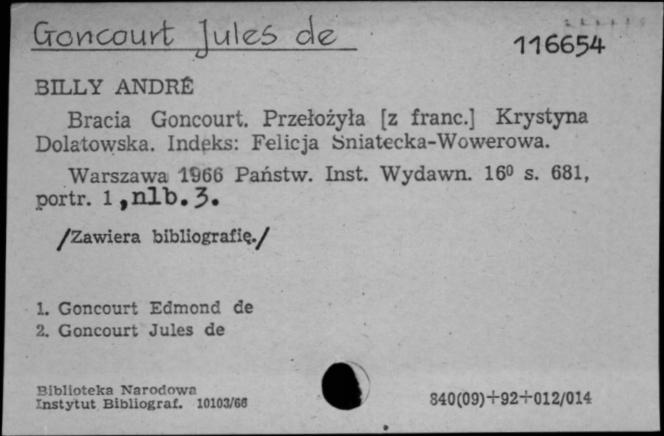 Goncourt Jules de
116654
BILLY ANDRÉ
Bracia Goncourt. Przełożyła [z franc.] Krystyna
Dolatowska. Indeks: Felicja Śniatecka-Wowerowa.
Warszawa 1966 Państw. Inst. Wydawn. 16⁰ s. 681,
portr. 1, nlb. 3.
/Zawiera bibliografię./
1. Goncourt Edmond de
2. Goncourt Jules de
Biblioteka Narodowa
Instytut Bibliograf. 10103/66
840(09)+92+012/014